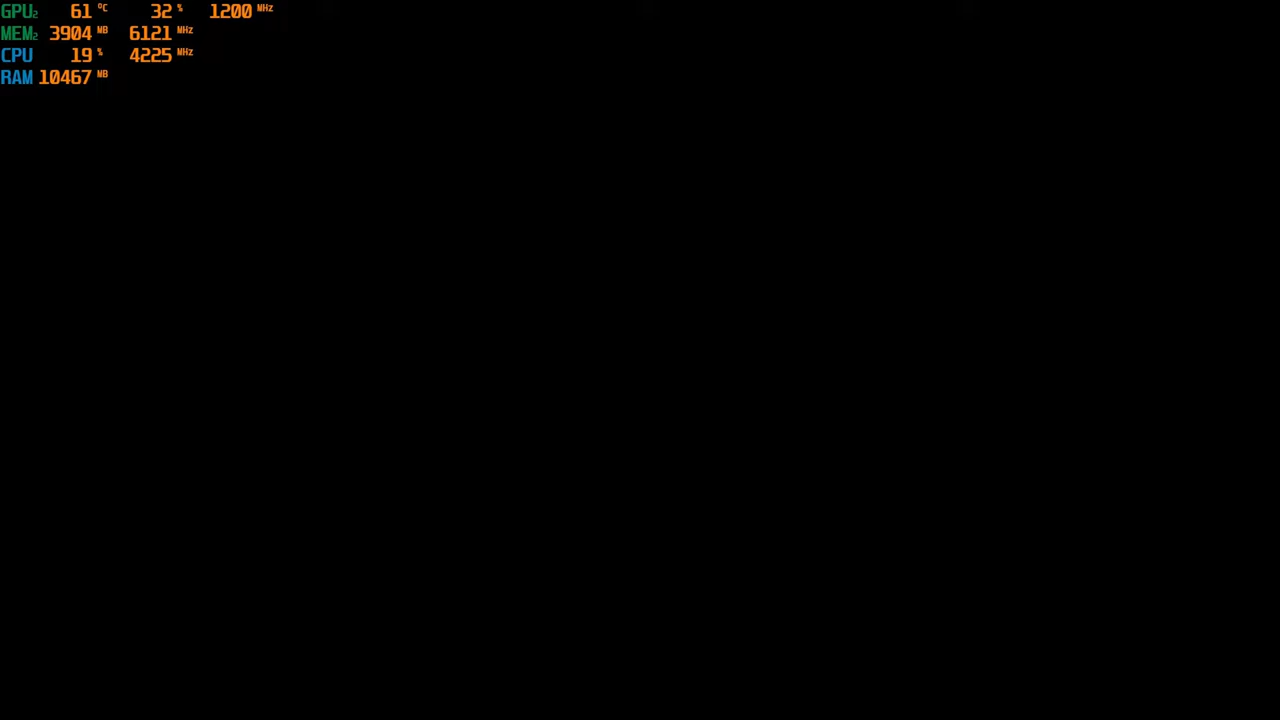 GPU₂ 61 °C 32 % 1200 MHz
MEM₂ 3904 MB 6121 MHz
CPU 19 % 4225 MHz
RAM 10467 MB